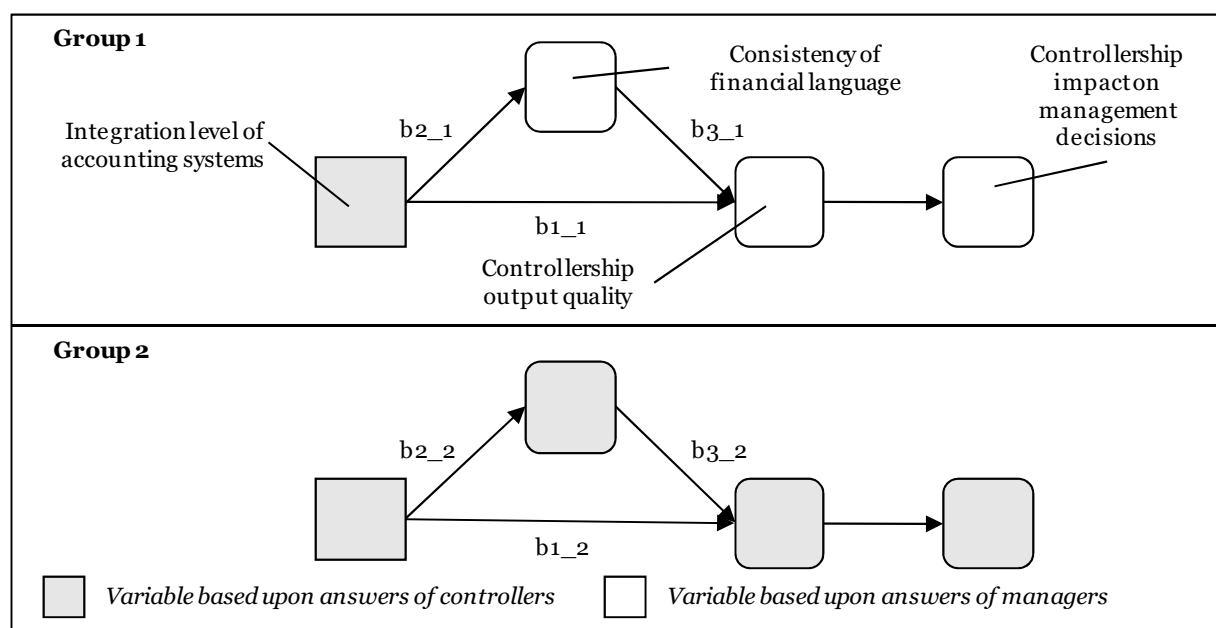 Group 1
Consistency of
financial language
Controllership
impact on
management
decisions
Integration level of
accounting systems
b2_1
b3_1
b1_1
Controllership
output quality
Group 2
b2_2
b3_2
b1_2
Variable based upon answers of controllers
Variable based upon answers of managers